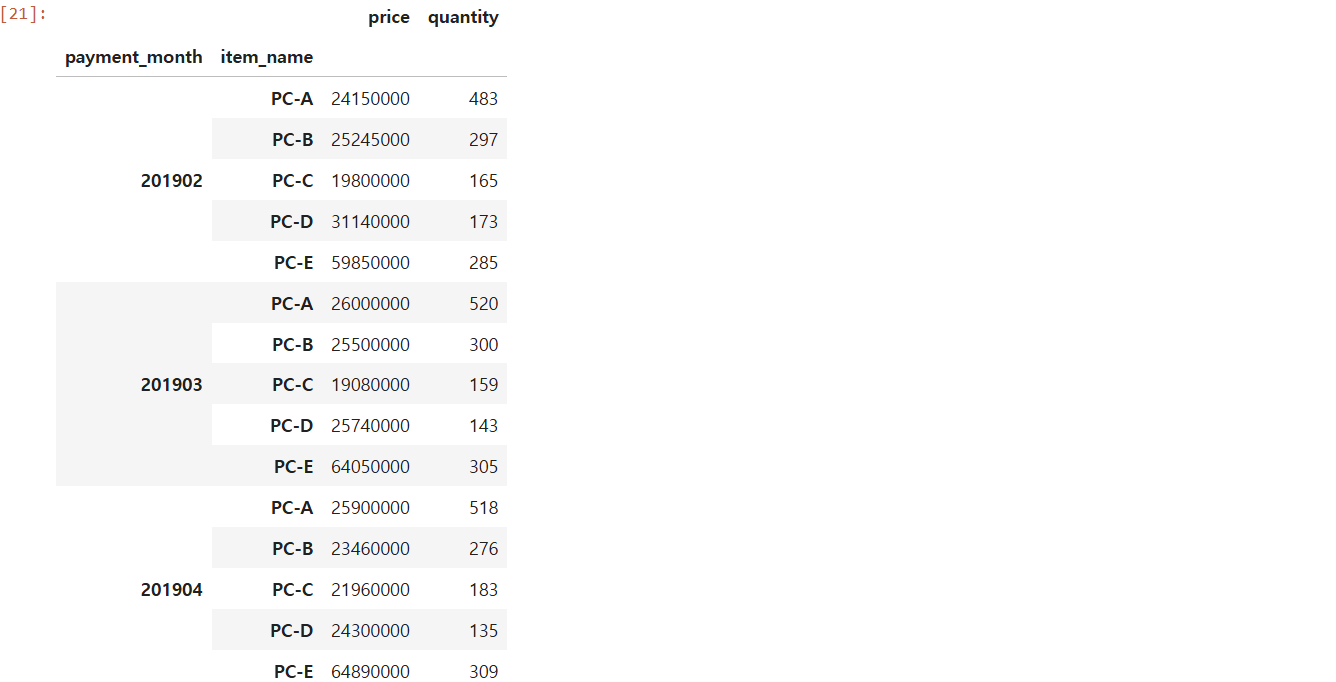 [21]:
price quantity
payment_month item_name
PC-A 24150000 483
PC-B 25245000 297
201902 PC-C 19800000 165
PC-D 31140000 173
PC-E 59850000 285
PC-A 26000000 520
PC-B 25500000 300
201903 PC-C 19080000 159
PC-D 25740000 143
PC-E 64050000 305
PC-A 25900000 518
PC-B 23460000 276
201904 PC-C 21960000 183
PC-D 24300000 135
PC-E 64890000 309